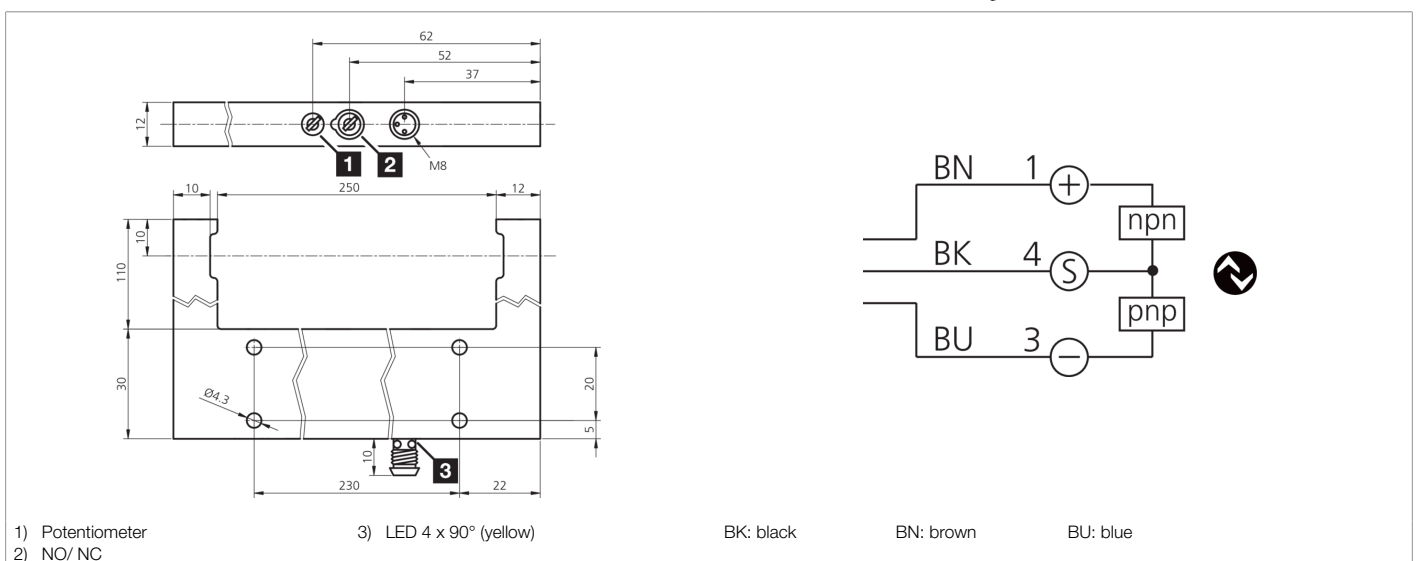 62
52
37
12
1
2
M8
10
250
12
10
110
30
Ø4.3
20
5
10
3
230
22
BN 1 +
npn
BK 4 S
pnp
BU 3 −
1) Potentiometer
2) NO/ NC
3) LED 4 x 90° (yellow)
BK: black
BN: brown
BU: blue